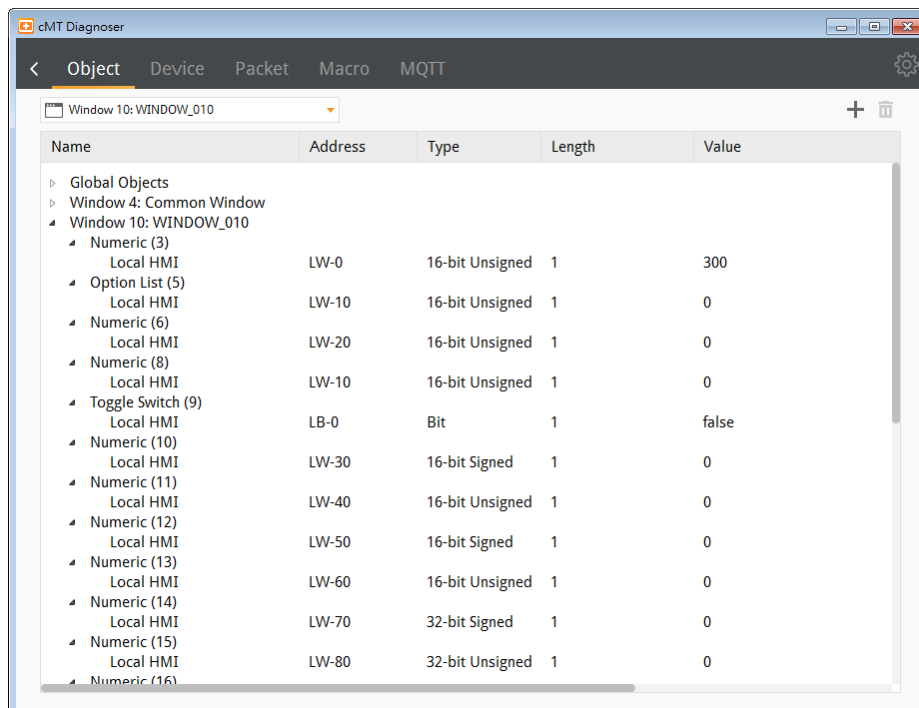 cMT Diagnoser
Object Device Packet Macro MQTT
Window 10: WINDOW_010
Name Address Type Length Value
Global Objects
Window 4: Common Window
Window 10: WINDOW_010
Numeric (3)
Local HMI LW-0 16-bit Unsigned 1 300
Option List (5)
Local HMI LW-10 16-bit Unsigned 1 0
Numeric (6)
Local HMI LW-20 16-bit Unsigned 1 0
Numeric (8)
Local HMI LW-10 16-bit Unsigned 1 0
Toggle Switch (9)
Local HMI LB-0 Bit 1 false
Numeric (10)
Local HMI LW-30 16-bit Signed 1 0
Numeric (11)
Local HMI LW-40 16-bit Unsigned 1 0
Numeric (12)
Local HMI LW-50 16-bit Signed 1 0
Numeric (13)
Local HMI LW-60 16-bit Unsigned 1 0
Numeric (14)
Local HMI LW-70 32-bit Signed 1 0
Numeric (15)
Local HMI LW-80 32-bit Unsigned 1 0
Numeric (16)